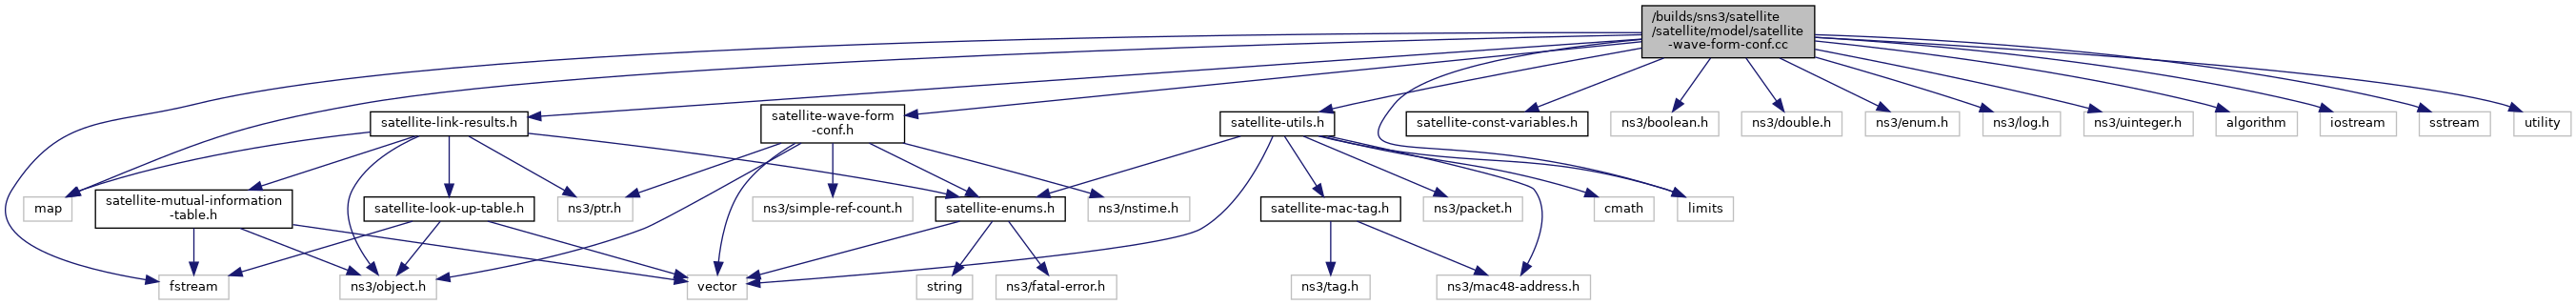 /builds/sns3/satellite
/satellite/model/satellite
-wave-form-conf.cc
satellite-link-results.h
satellite-wave-form
-conf.h
satellite-utils.h
satellite-const-variables.h
ns3/boolean.h
ns3/double.h
ns3/enum.h
ns3/log.h
ns3/uinteger.h
algorithm
iostream
sstream
utility
map
satellite-mutual-information
-table.h
satellite-look-up-table.h
ns3/ptr.h
ns3/simple-ref-count.h
satellite-enums.h
ns3/nstime.h
satellite-mac-tag.h
ns3/packet.h
cmath
limits
fstream
ns3/object.h
vector
string
ns3/fatal-error.h
ns3/tag.h
ns3/mac48-address.h